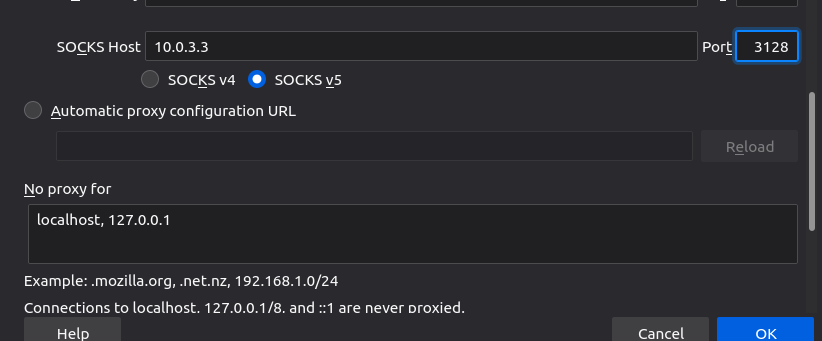 SOCKS Host 10.0.3.3 Port 3128
SOCKS v4 SOCKS v5
Automatic proxy configuration URL
Reload
No proxy for
localhost, 127.0.0.1
Example: .mozilla.org, .net.nz, 192.168.1.0/24
Connections to localhost, 127.0.0.1/8, and ::1 are never proxied.
Help Cancel OK